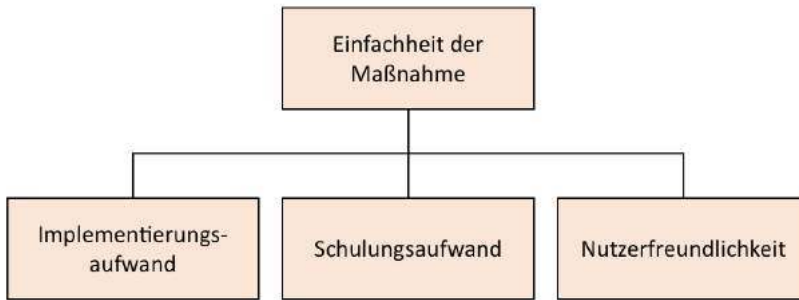 Einfachheit der
Maßnahme
Implementierungs-
aufwand
Schulungsaufwand
Nutzerfreundlichkeit